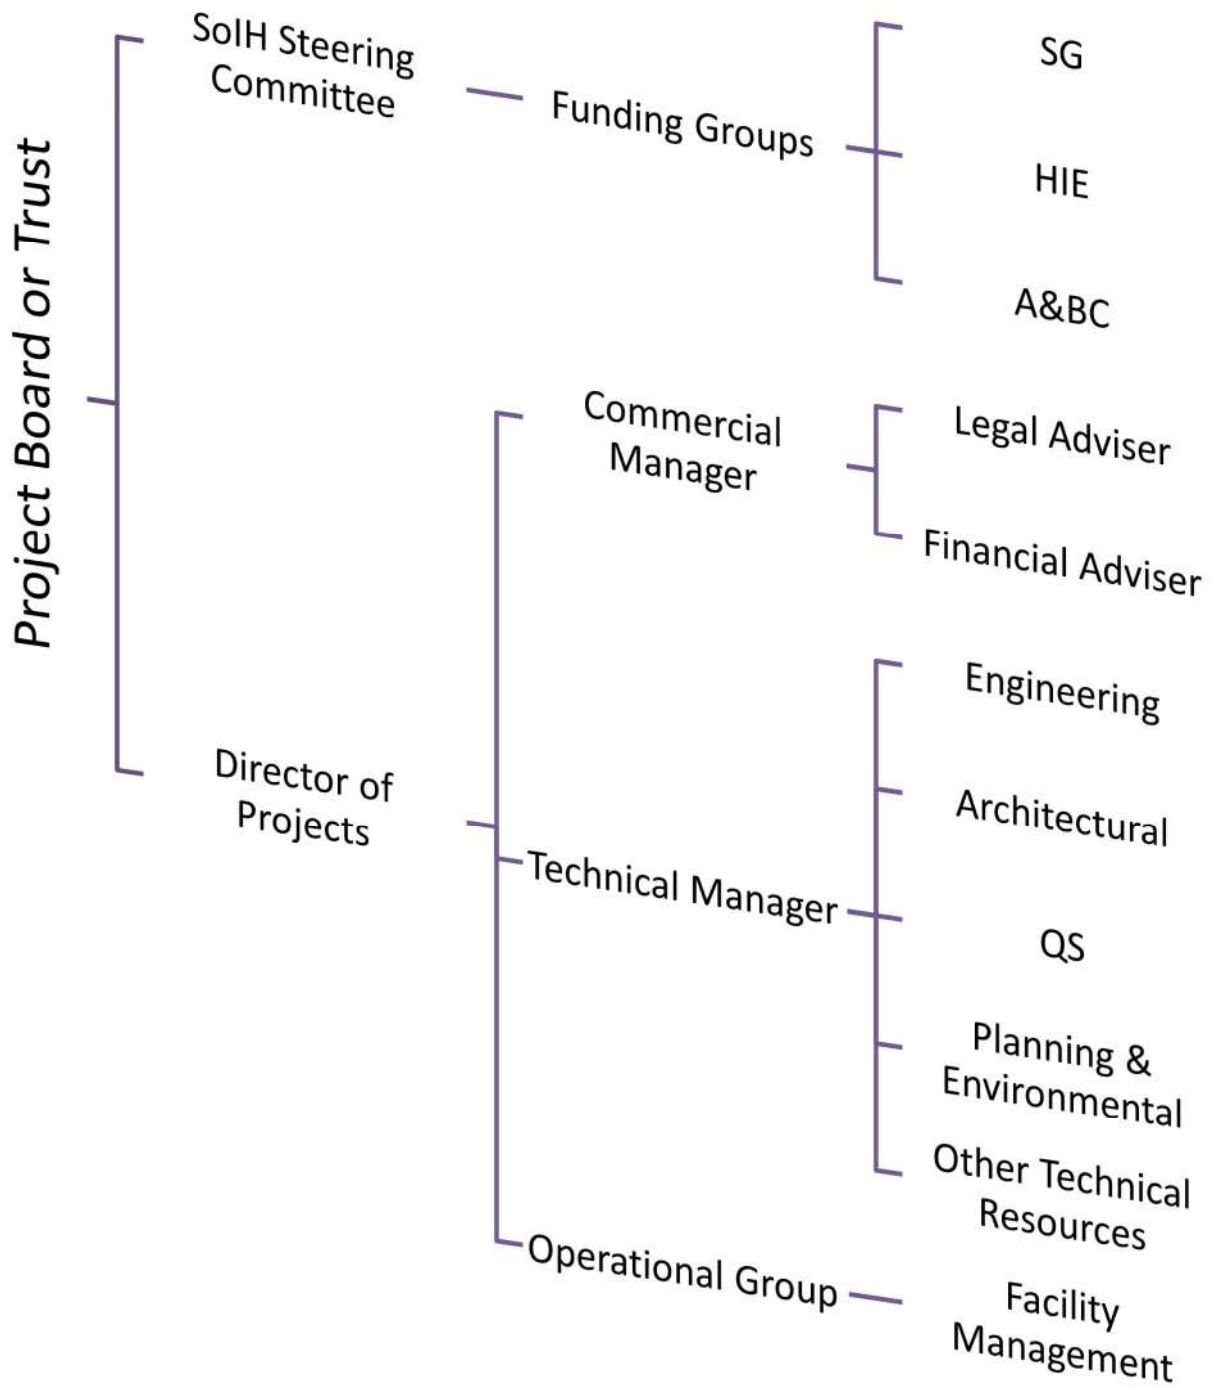 Project Board or Trust
SoIH Steering
Committee
Funding Groups
SG
HIE
A&BC
Director of
Projects
Commercial
Manager
Legal Adviser
Financial Adviser
Technical Manager
Engineering
Architectural
QS
Planning &
Environmental
Other Technical
Resources
Operational Group
Facility
Management